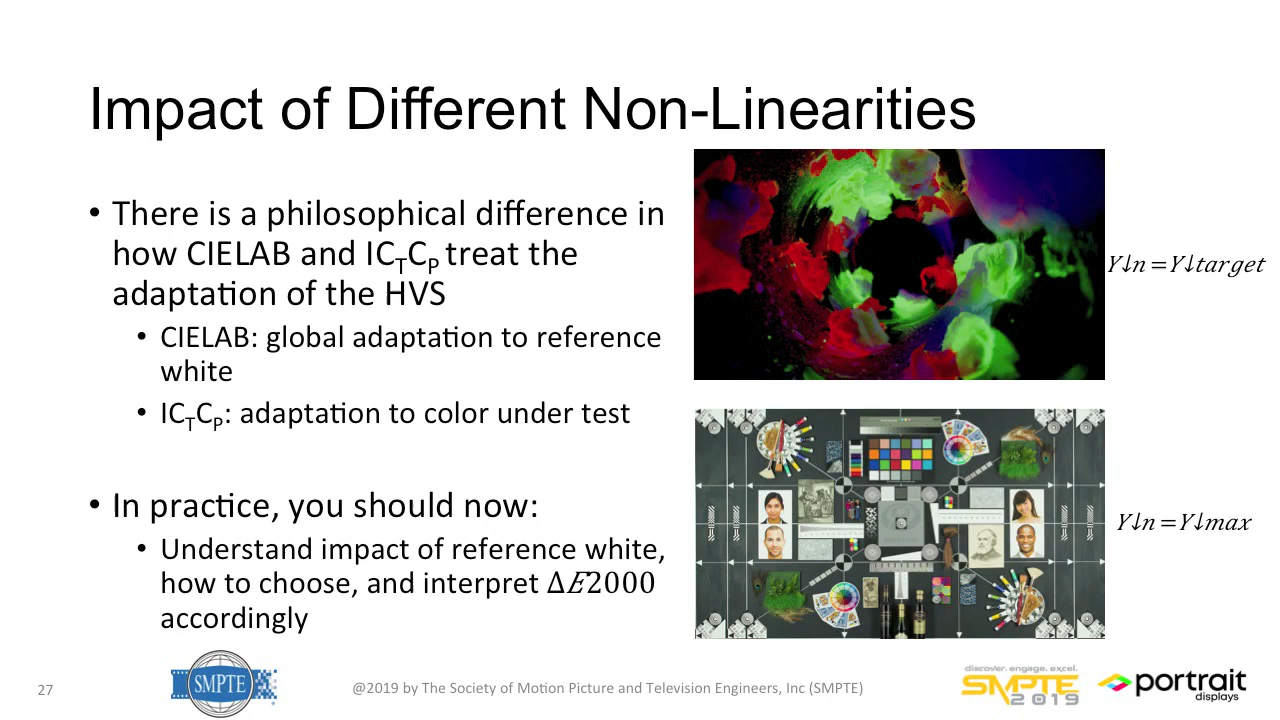 Impact of Different Non-Linearities
• There is a philosophical difference in
how CIELAB and ICTCP treat the
adaptation of the HVS
• CIELAB: global adaptation to reference
white
• ICTCP: adaptation to color under test
• In practice, you should now:
• Understand impact of reference white,
how to choose, and interpret ∆𝐸2000
accordingly
Y↓n =Y↓target
Y↓n =Y↓max
27
SMPTE
@2019 by The Society of Motion Picture and Television Engineers, Inc (SMPTE)
discover. engage. excel.
SMPTE
2019
portrait
displays